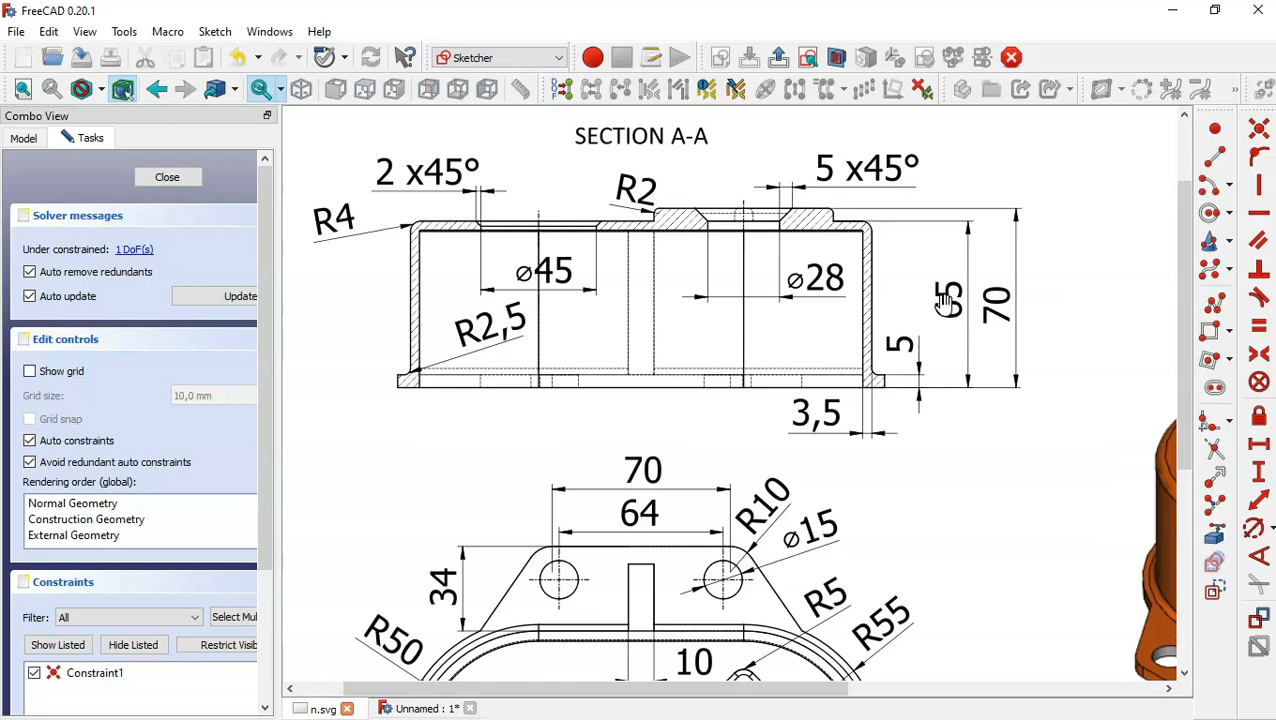 FreeCAD 0.20.1
File Edit View Tools Macro Sketch Windows Help
Sketcher
Combo View
Model Tasks
Close
Solver messages
Under constrained: 1 DoF(s)
Auto remove redundants
Auto update
Update
Edit controls
Show grid
Grid size: 10,0 mm
Grid snap
Auto constraints
Avoid redundant auto constraints
Rendering order (global):
Normal Geometry
Construction Geometry
External Geometry
Constraints
Filter: All Select Mul
Show Listed Hide Listed Restrict Visib
Constraint1
SECTION A-A
2 x45° R2 5 x45°
R4
⌀45 ⌀28
65 70
R2,5 5
3,5
70
64 R10 ⌀15
34 R5
R50 R55
10
n.svg Unnamed : 1*